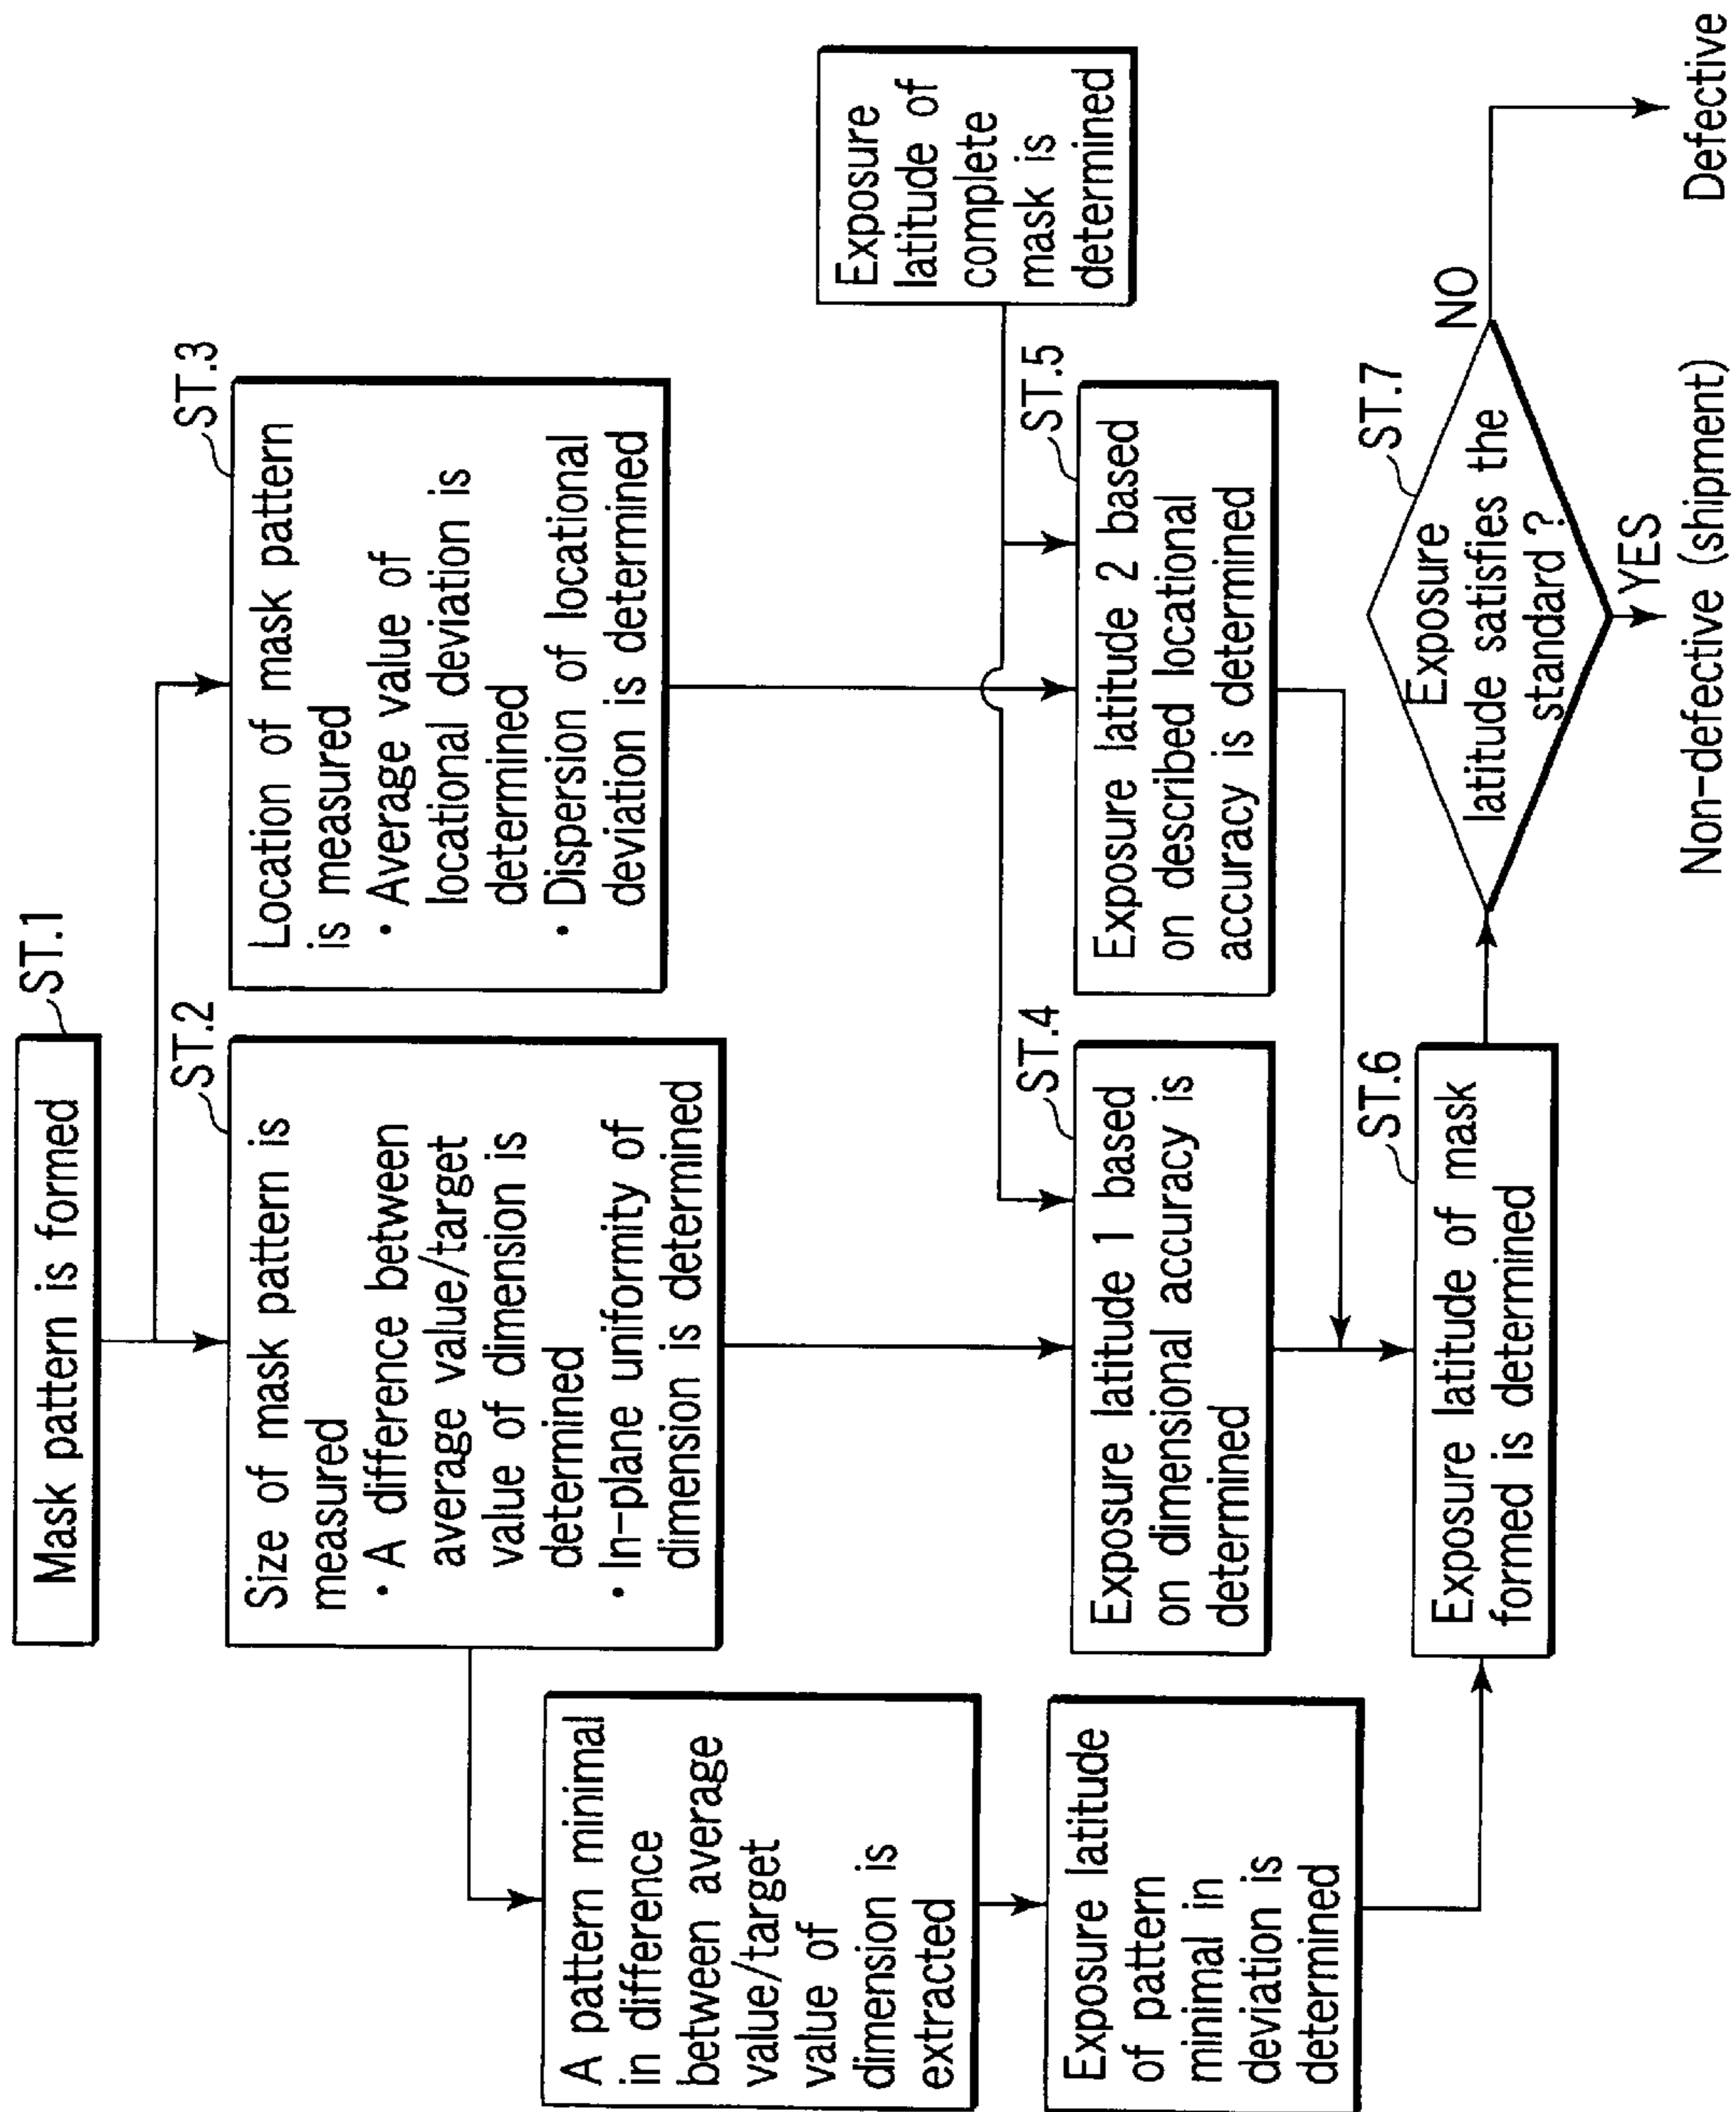 Mask pattern is formed
ST.1
ST.2
Size of mask pattern is
measured
• A difference between
average value/target
value of dimension is
determined
• In-plane uniformity of
dimension is determined
ST.3
Location of mask pattern
is measured
• Average value of
locational deviation is
determined
• Dispersion of locational
deviation is determined
A pattern minimal
in difference
between average
value/target
value of
dimension is
extracted
Exposure
latitude of
complete
mask is
determined
Exposure latitude
of pattern
minimal in
deviation is
determined
ST.4
Exposure latitude 1 based
on dimensional accuracy is
determined
ST.5
Exposure latitude 2 based
on described locational
accuracy is determined
ST.6
Exposure latitude of mask
formed is determined
ST.7
Exposure
latitude satisfies the
standard ?
NO
YES
Non-defective (shipment)
Defective